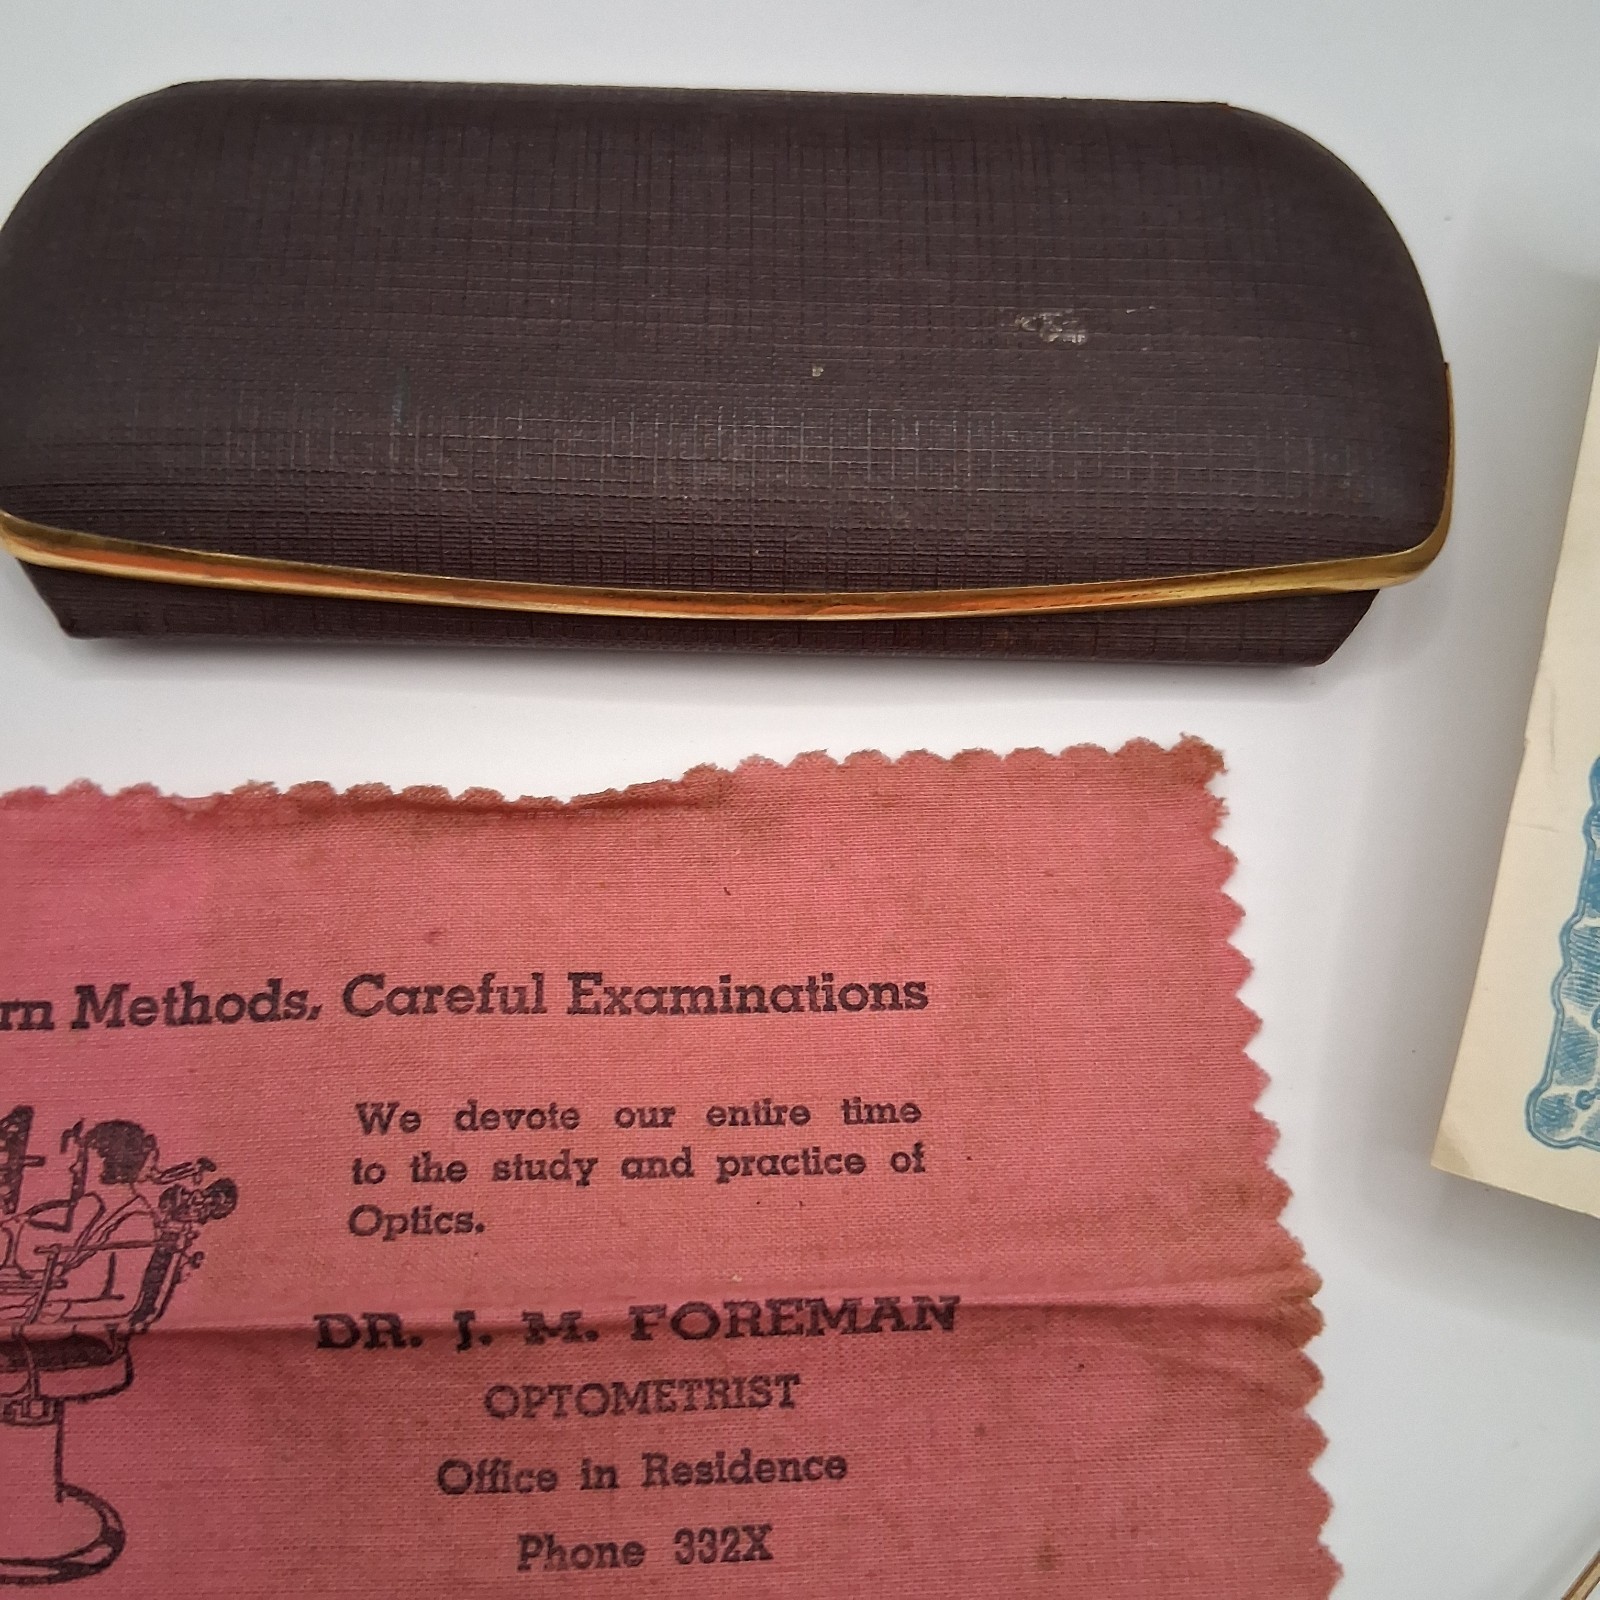 rn Methods, Careful Examinations
We devote our entire time
to the study and practice of
Optics.
DR. J. M. FOREMAN
OPTOMETRIST
Office in Residence
Phone 332X